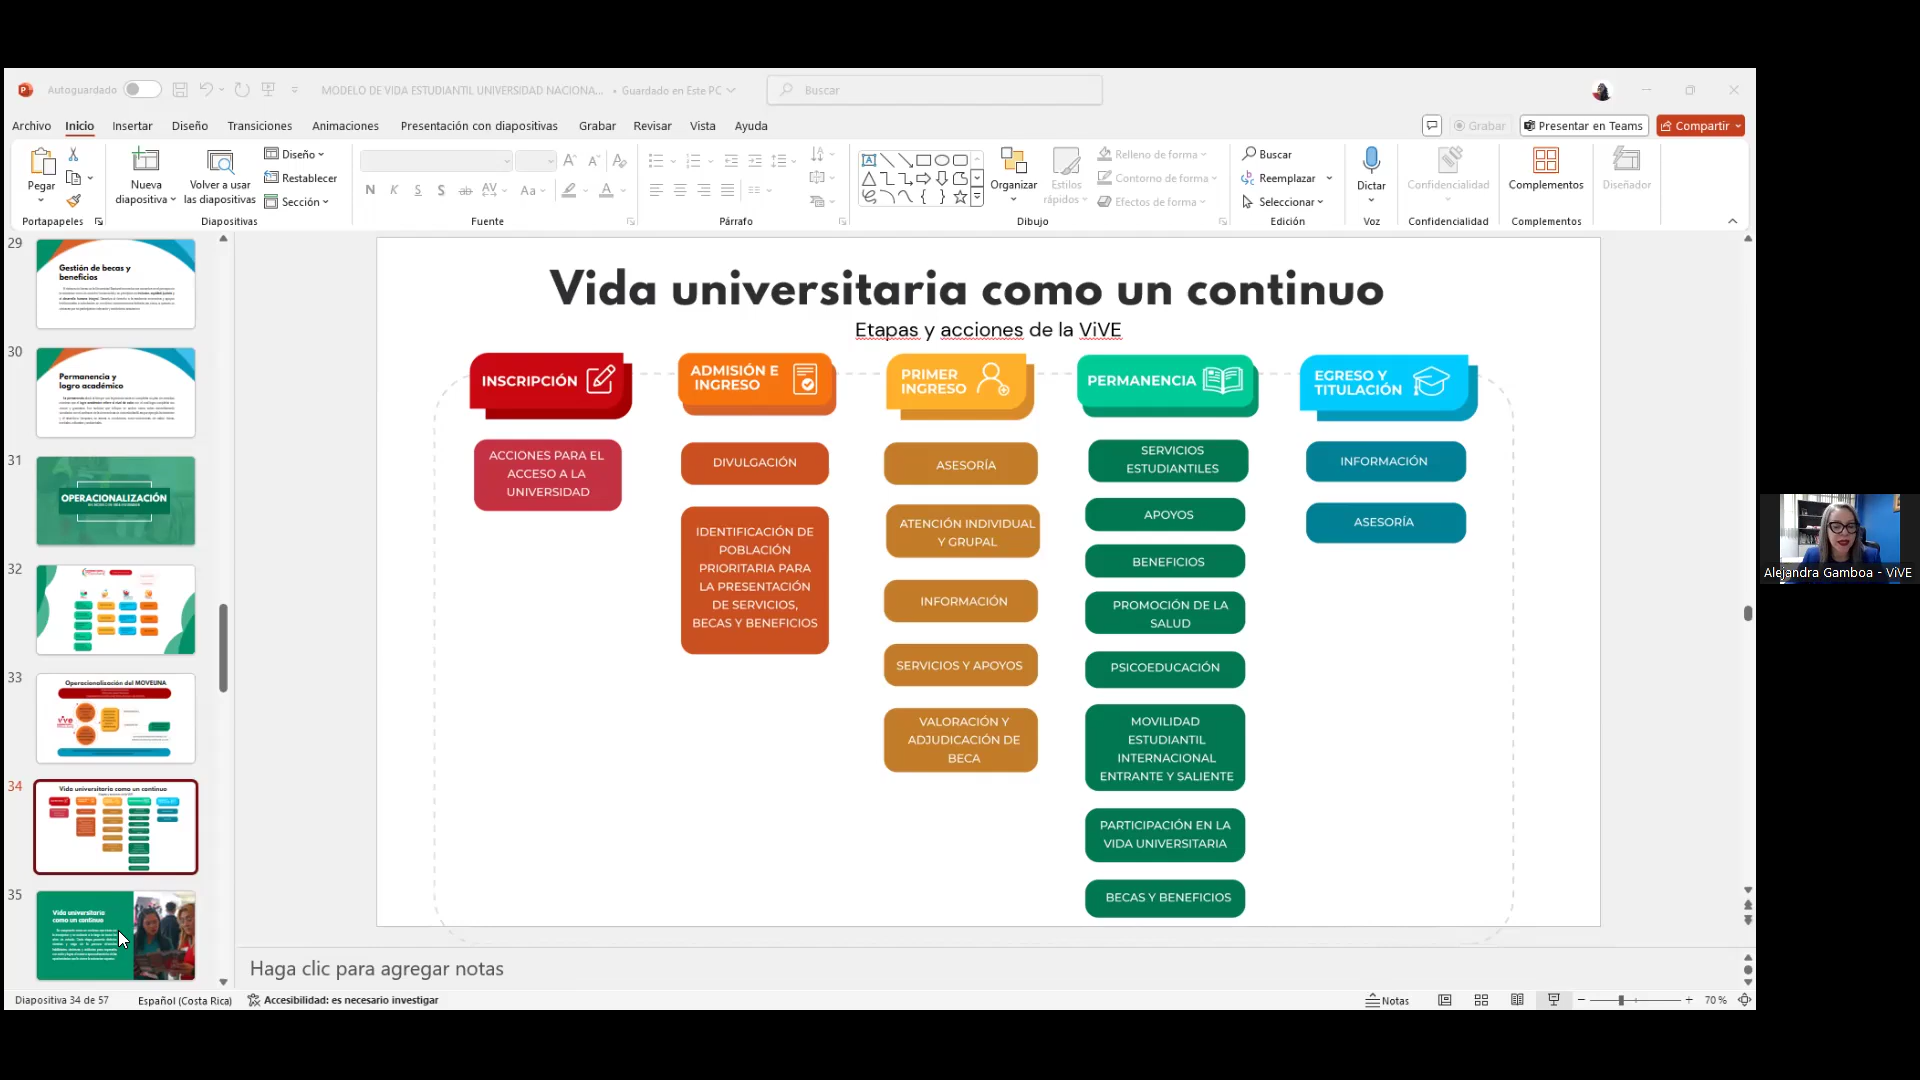 Autoguardado
MODELO DE VIDA ESTUDIANTIL UNIVERSIDAD NACIONA... • Guardado en Este PC
Buscar
Archivo Inicio Insertar Diseño Transiciones Animaciones Presentación con diapositivas Grabar Revisar Vista Ayuda
Grabar Presentar en Teams Compartir
Pegar
Portapapeles
Nueva diapositiva
Volver a usar las diapositivas
Diseño
Restablecer
Sección
Diapositivas
N K S S ab AV Aa A
Fuente
Párrafo
Organizar
Estilos rápidos
Relleno de forma
Contorno de forma
Efectos de forma
Dibujo
Buscar
Reemplazar
Seleccionar
Edición
Dictar
Voz
Confidencialidad
Confidencialidad
Complementos
Complementos
Diseñador
29
Gestión de becas y
beneficios
30
Permanencia y
logro académico
31
OPERACIONALIZACIÓN
32
33
Operacionalización del MOVEUNA
34
Vida universitaria como un continuo
35
Vida universitaria
como un continuo
Vida universitaria como un continuo
Etapas y acciones de la ViVE
INSCRIPCIÓN
ACCIONES PARA EL
ACCESO A LA
UNIVERSIDAD
ADMISIÓN E
INGRESO
DIVULGACIÓN
IDENTIFICACIÓN DE
POBLACIÓN
PRIORITARIA PARA
LA PRESENTACIÓN
DE SERVICIOS,
BECAS Y BENEFICIOS
PRIMER
INGRESO
ASESORÍA
ATENCIÓN INDIVIDUAL
Y GRUPAL
INFORMACIÓN
SERVICIOS Y APOYOS
VALORACIÓN Y
ADJUDICACIÓN DE
BECA
PERMANENCIA
SERVICIOS
ESTUDIANTILES
APOYOS
BENEFICIOS
PROMOCIÓN DE LA
SALUD
PSICOEDUCACIÓN
MOVILIDAD
ESTUDIANTIL
INTERNACIONAL
ENTRANTE Y SALIENTE
PARTICIPACIÓN EN LA
VIDA UNIVERSITARIA
BECAS Y BENEFICIOS
EGRESO Y
TITULACIÓN
INFORMACIÓN
ASESORÍA
Alejandra Gamboa - ViVE
Haga clic para agregar notas
Diapositiva 34 de 57 Español (Costa Rica) Accesibilidad: es necesario investigar
Notas
70 %